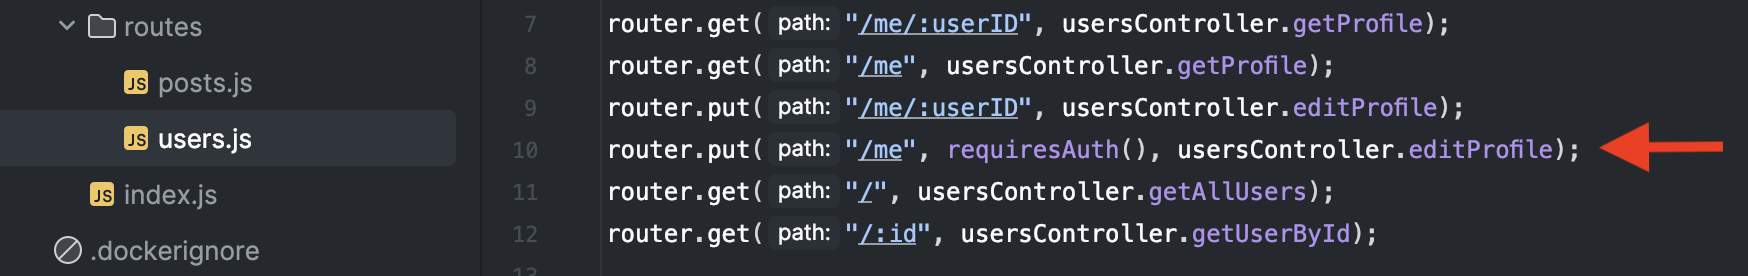 routes
JS posts.js
JS users.js
JS index.js
.dockerignore
7 router.get( path: "/me/:userID", usersController.getProfile);
8 router.get( path: "/me", usersController.getProfile);
9 router.put( path: "/me/:userID", usersController.editProfile);
10 router.put( path: "/me", requiresAuth(), usersController.editProfile);
11 router.get( path: "/", usersController.getAllUsers);
12 router.get( path: "/:id", usersController.getUserById);